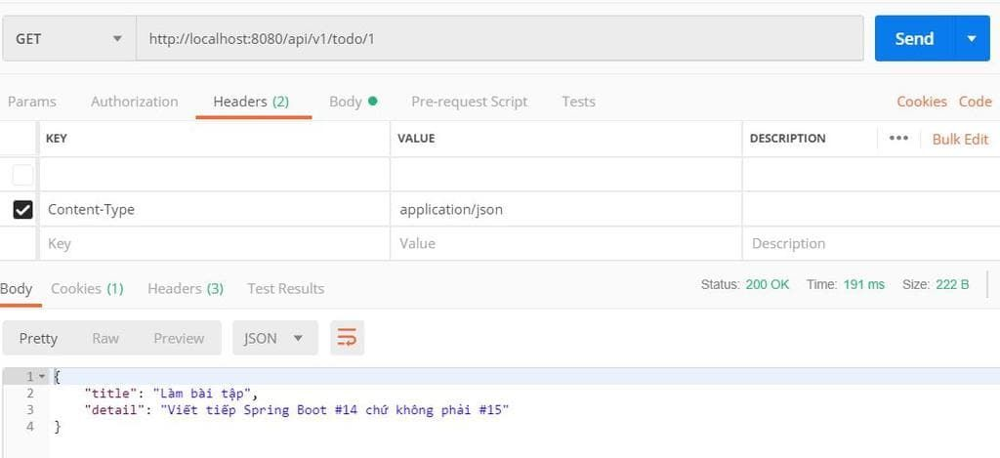 GET http://localhost:8080/api/v1/todo/1 Send
Params Authorization Headers (2) Body Pre-request Script Tests Cookies Code
KEY VALUE DESCRIPTION ••• Bulk Edit
Content-Type application/json
Key Value Description
Body Cookies (1) Headers (3) Test Results Status: 200 OK Time: 191 ms Size: 222 B
Pretty Raw Preview JSON
1 {
2 "title": "Làm bài tập",
3 "detail": "Viết tiếp Spring Boot #14 chứ không phải #15"
4 }